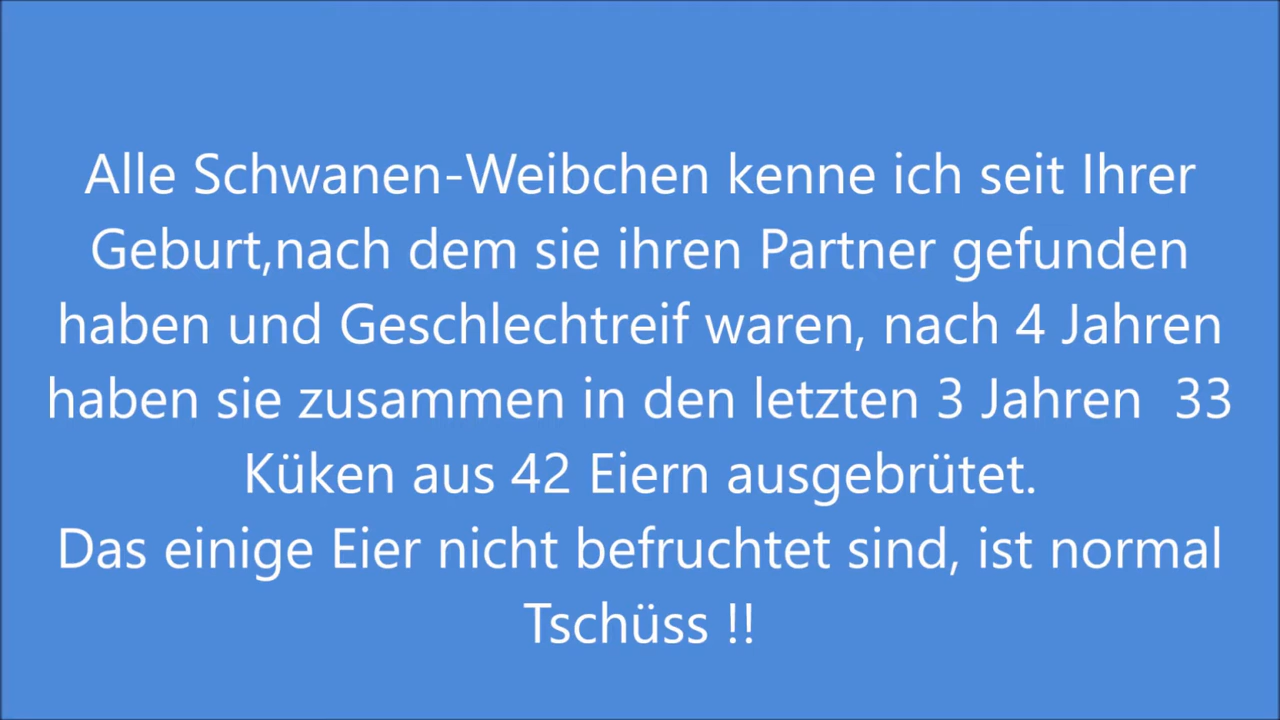 Alle Schwanen-Weibchen kenne ich seit Ihrer
Geburt,nach dem sie ihren Partner gefunden
haben und Geschlechtreif waren, nach 4 Jahren
haben sie zusammen in den letzten 3 Jahren  33
Küken aus 42 Eiern ausgebrütet.
Das einige Eier nicht befruchtet sind, ist normal
Tschüss !!